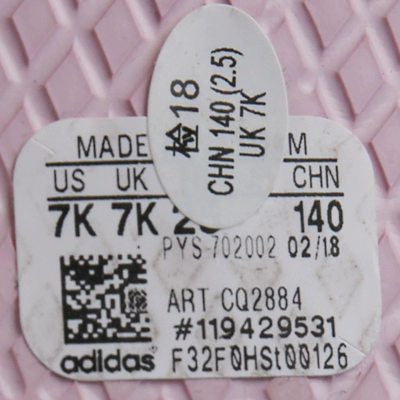 检18
CHN 140 (2.5)
UK 7K
MADE M
US UK CHN
7K 7K 140
PYS-702002 02/18
ART CQ2884
#119429531
adidas F32F0HSt00126